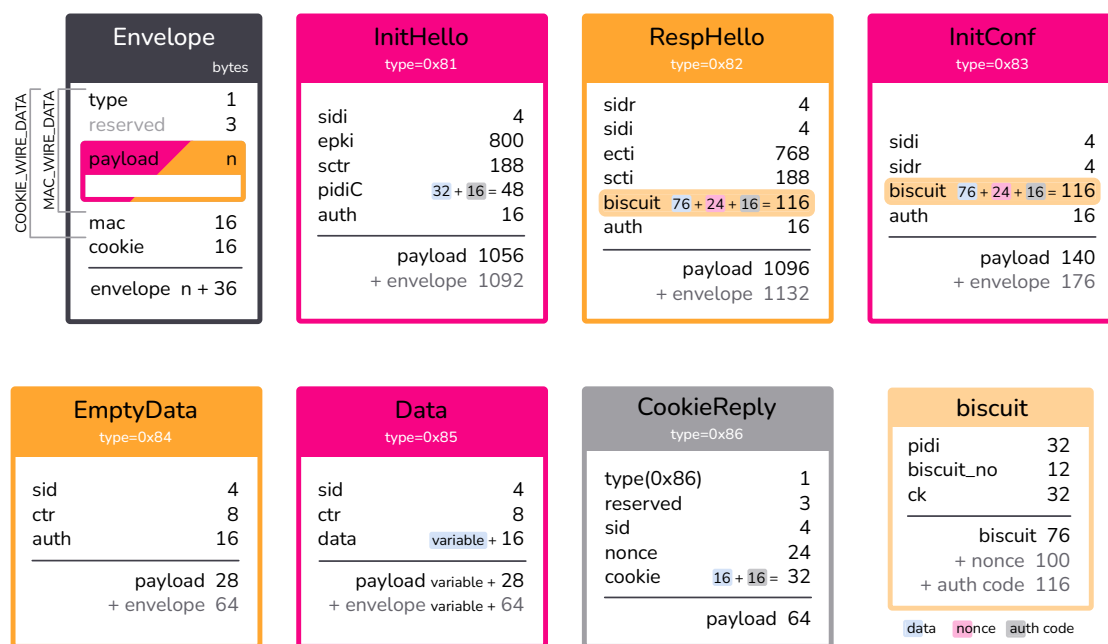 Envelope
bytes
type 1
reserved 3
payload n
mac 16
cookie 16
envelope n + 36
COOKIE_WIRE_DATA
MAC_WIRE_DATA
InitHello
type=0x81
sidi 4
epki 800
sctr 188
pidiC 32 + 16 = 48
auth 16
payload 1056
+ envelope 1092
RespHello
type=0x82
sidr 4
sidi 4
ecti 768
scti 188
biscuit 76 + 24 + 16 = 116
auth 16
payload 1096
+ envelope 1132
InitConf
type=0x83
sidi 4
sidr 4
biscuit 76 + 24 + 16 = 116
auth 16
payload 140
+ envelope 176
EmptyData
type=0x84
sid 4
ctr 8
auth 16
payload 28
+ envelope 64
Data
type=0x85
sid 4
ctr 8
data variable + 16
payload variable + 28
+ envelope variable + 64
CookieReply
type=0x86
type(0x86) 1
reserved 3
sid 4
nonce 24
cookie 16 + 16 = 32
payload 64
biscuit
pidi 32
biscuit_no 12
ck 32
biscuit 76
+ nonce 100
+ auth code 116
data nonce auth code